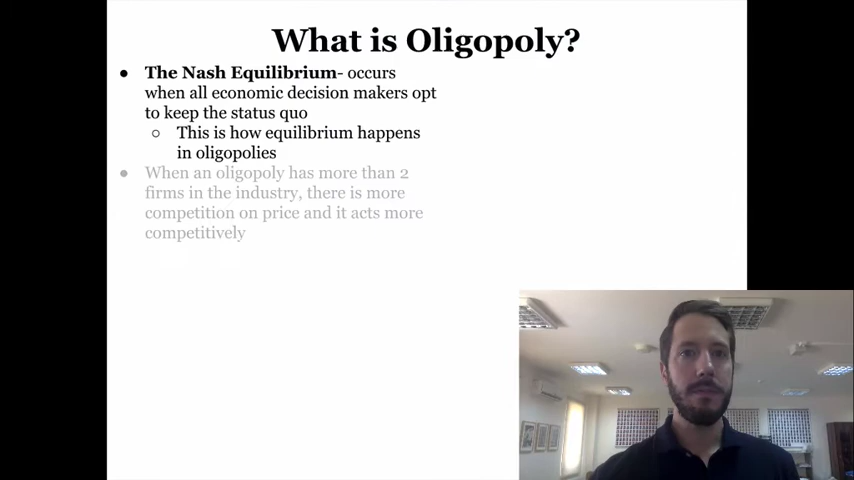 What is Oligopoly?
● The Nash Equilibrium- occurs
when all economic decision makers opt
to keep the status quo
○ This is how equilibrium happens
in oligopolies
● When an oligopoly has more than 2
firms in the industry, there is more
competition on price and it acts more
competitively